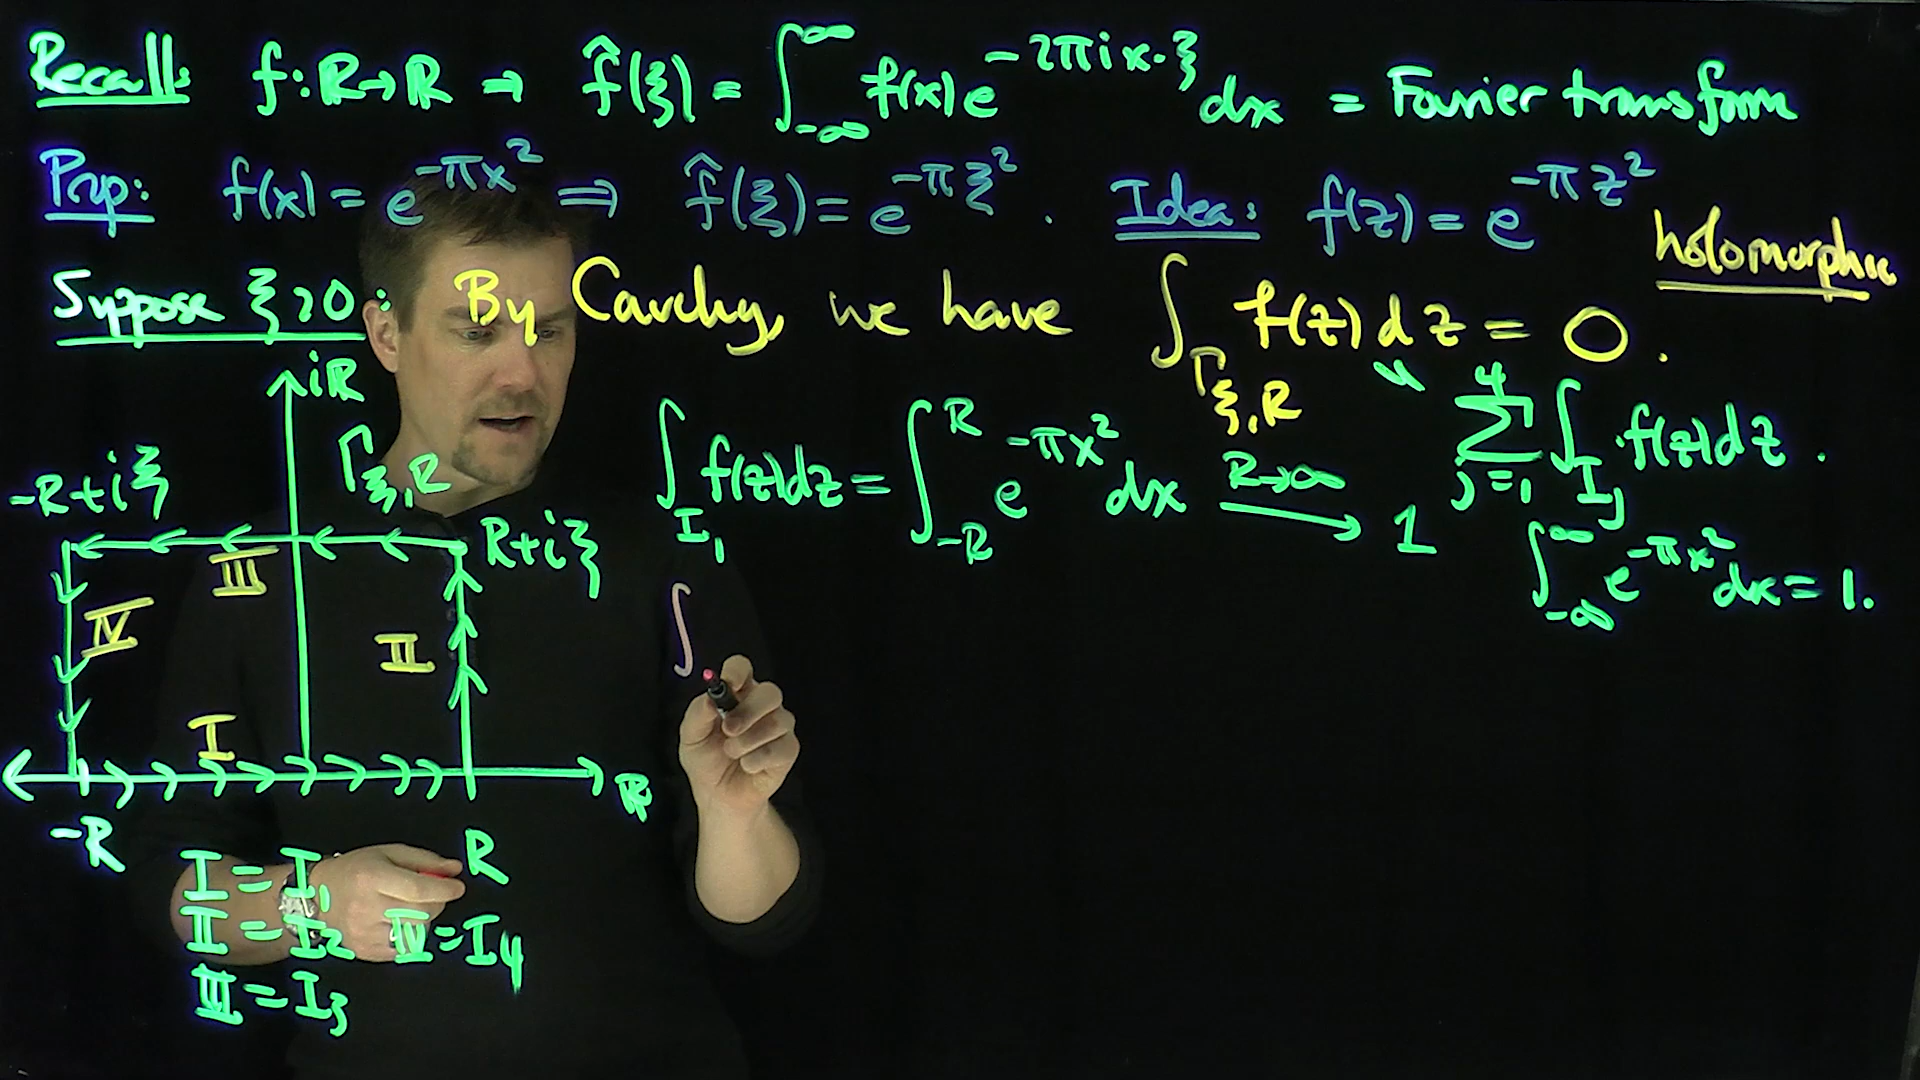 Recall: f: ℝ→ℝ ⇒ f̂(ξ) = ∫_{-∞}^{∞} f(x) e^{-2πix·ξ} dx = Fourier transform
Prop: f(x) = e^{-πx²} ⇒ f̂(ξ) = e^{-πξ²}. Idea: f(z) = e^{-πz²}
holomorphic
Suppose ξ>0: By Cauchy, we have ∫_{Γ_{ξ,R}} f(z) dz = 0.
iℝ
Γ_{ξ,R}
∫_{I_1} f(z)dz = ∫_{-R}^{R} e^{-πx²} dx →^{R→∞} 1
∑_{j=1}^{4} ∫_{I_j} f(z)dz.
∫_{-∞}^{∞} e^{-πx²} dx = 1.
-R+iξ
R+iξ
III
IV
II
∫
I
ℝ
-R
R
I = I_1
II = I_2 IV = I_4
III = I_3